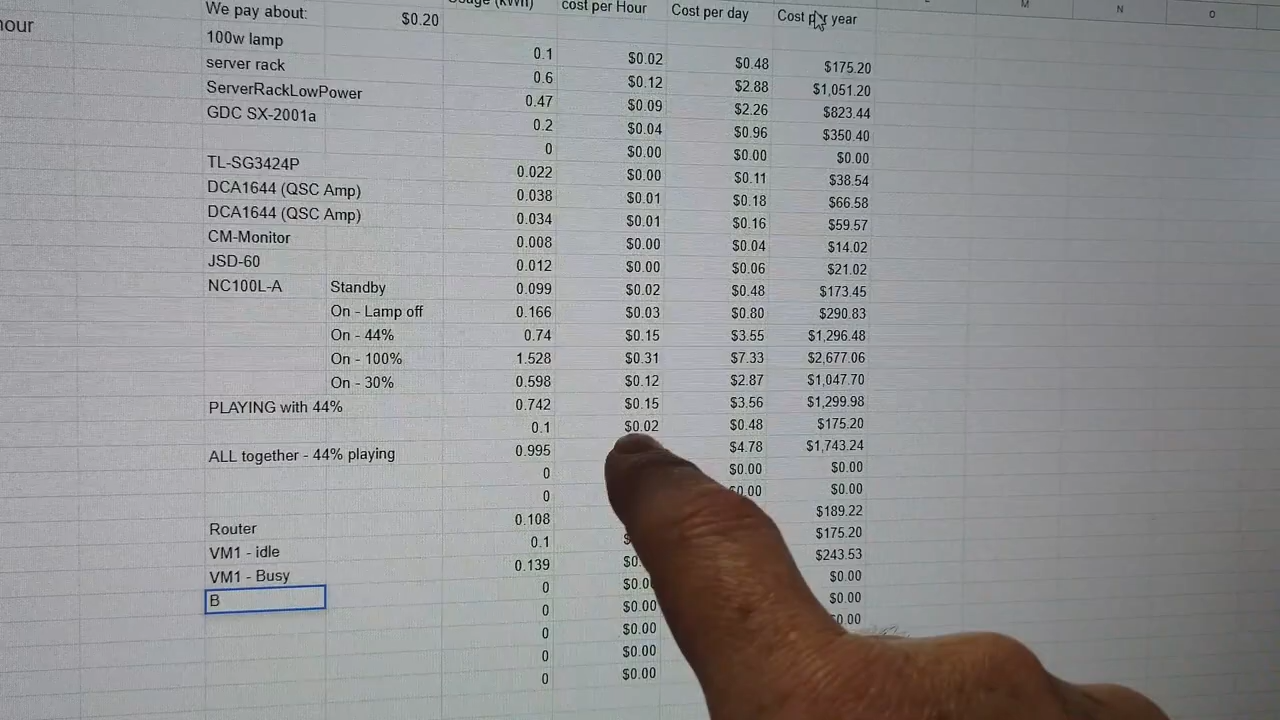 hour
We pay about: $0.20 cost per Hour Cost per day Cost per year
100w lamp 0.1 $0.02 $0.48 $175.20
server rack 0.6 $0.12 $2.88 $1,051.20
ServerRackLowPower 0.47 $0.09 $2.26 $823.44
GDC SX-2001a 0.2 $0.04 $0.96 $350.40
0 $0.00 $0.00 $0.00
TL-SG3424P 0.022 $0.00 $0.11 $38.54
DCA1644 (QSC Amp) 0.038 $0.01 $0.18 $66.58
DCA1644 (QSC Amp) 0.034 $0.01 $0.16 $59.57
CM-Monitor 0.008 $0.00 $0.04 $14.02
JSD-60 0.012 $0.00 $0.06 $21.02
NC100L-A Standby 0.099 $0.02 $0.48 $173.45
On - Lamp off 0.166 $0.03 $0.80 $290.83
On - 44% 0.74 $0.15 $3.55 $1,296.48
On - 100% 1.528 $0.31 $7.33 $2,677.06
On - 30% 0.598 $0.12 $2.87 $1,047.70
PLAYING with 44% 0.742 $0.15 $3.56 $1,299.98
0.1 $0.02 $0.48 $175.20
ALL together - 44% playing 0.995 $4.78 $1,743.24
0 $0.00 $0.00
0 $0.00
Router 0.108 $189.22
VM1 - idle 0.1 $175.20
VM1 - Busy 0.139 $243.53
B 0 $0.00
0 $0.00 $0.00
0 $0.00
0 $0.00
0 $0.00
M N O